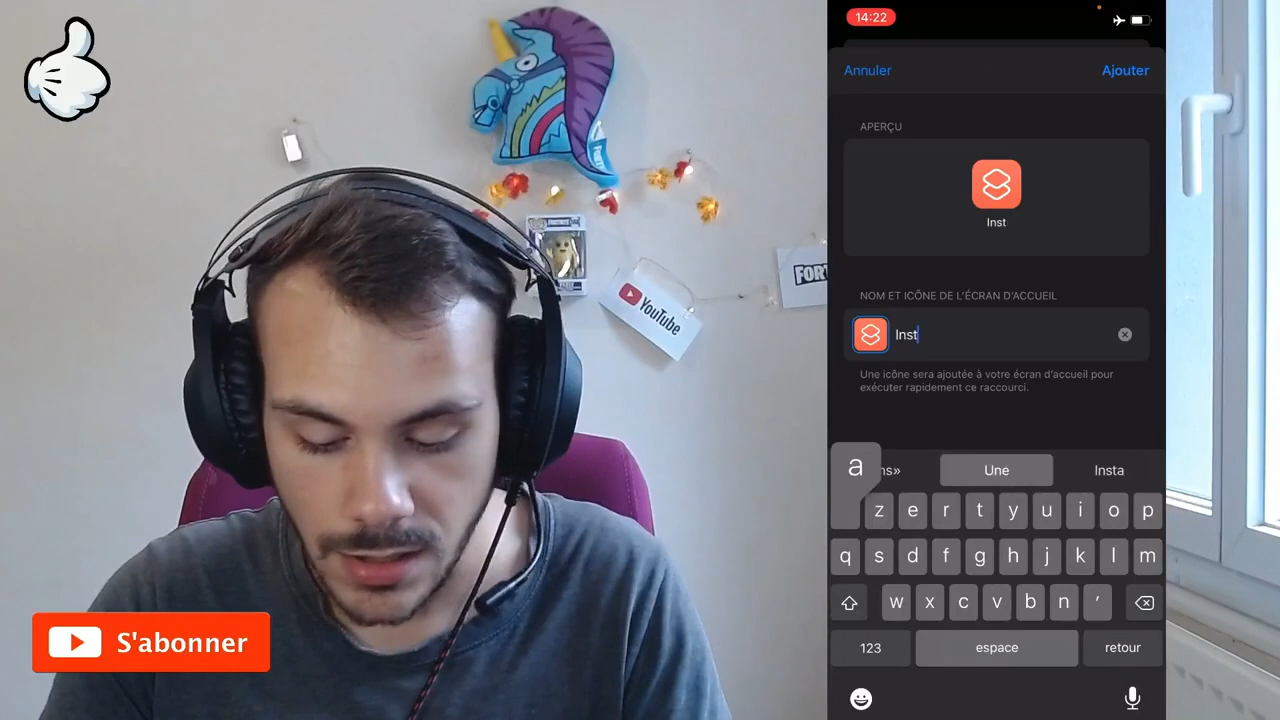 14:22
Annuler
Ajouter
APERÇU
Inst
NOM ET ICÔNE DE L'ÉCRAN D'ACCUEIL
Inst
Une icône sera ajoutée à votre écran d'accueil pour
exécuter rapidement ce raccourci.
a
ns»
Une
Insta
z e r t y u i o p
q s d f g h j k l m
w x c v b n '
123
espace
retour
YouTube
FORT
S'abonner